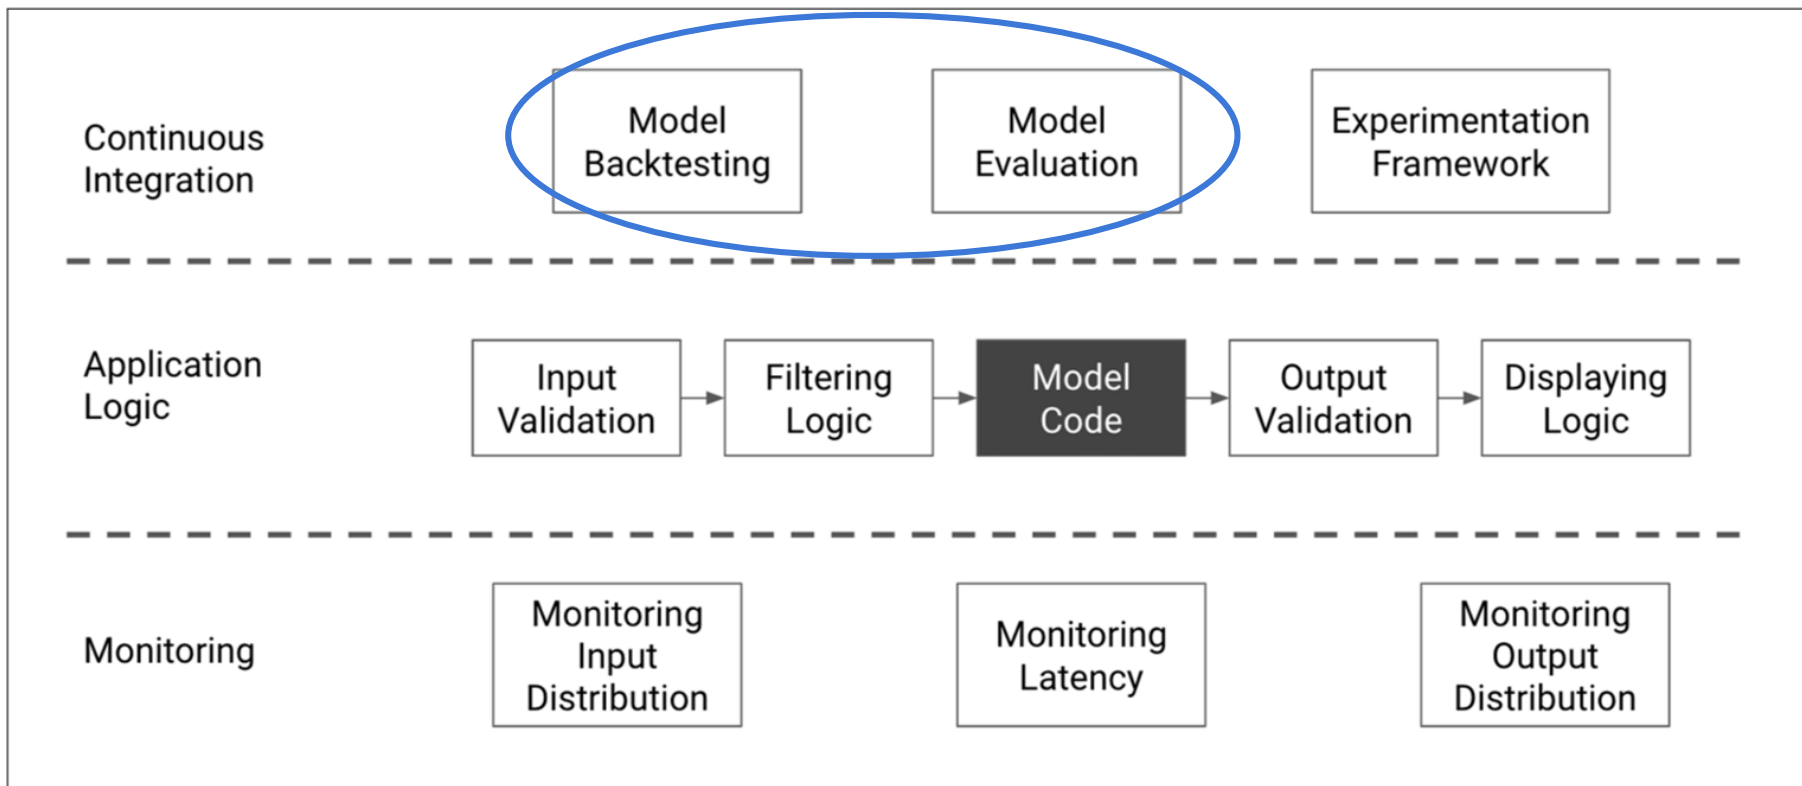 Continuous
Integration
Model
Backtesting
Model
Evaluation
Experimentation
Framework
Application
Logic
Input
Validation
Filtering
Logic
Model
Code
Output
Validation
Displaying
Logic
Monitoring
Monitoring
Input
Distribution
Monitoring
Latency
Monitoring
Output
Distribution